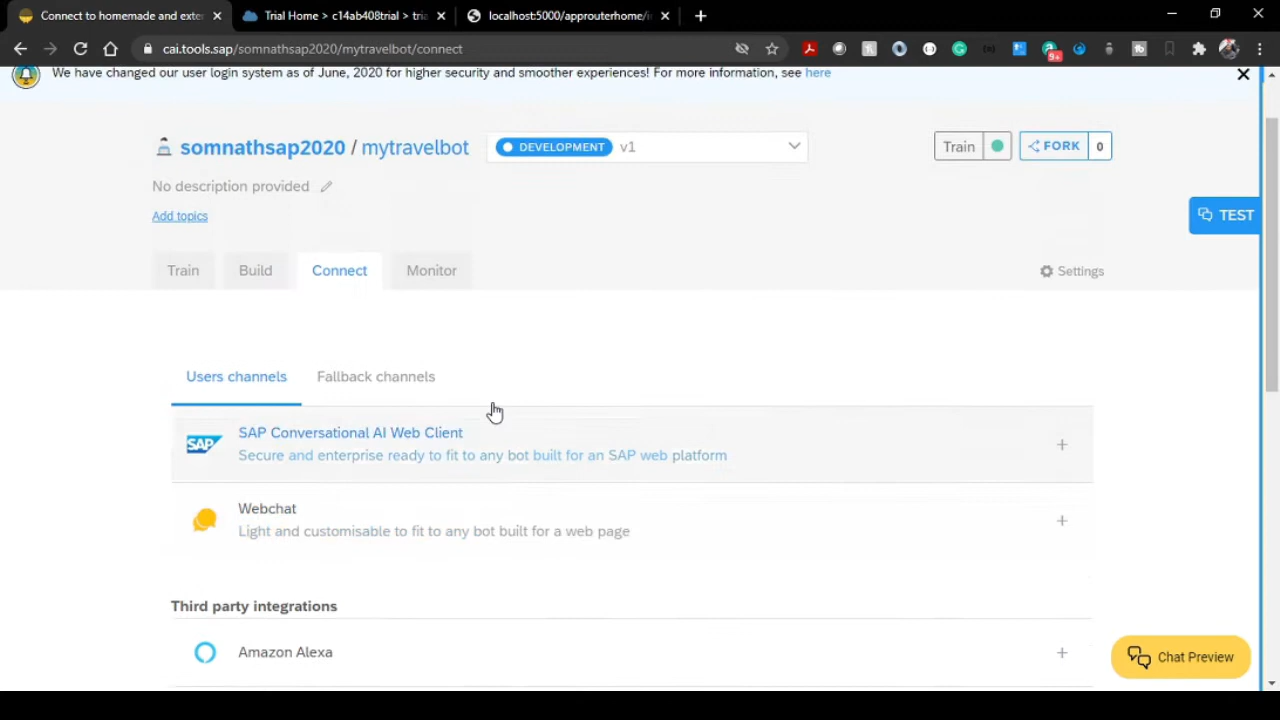 Connect to homemade and exte
Trial Home > c14ab408trial > tria
localhost:5000/approuterhome/i
cai.tools.sap/somnathsap2020/mytravelbot/connect
9+
We have changed our user login system as of June, 2020 for higher security and smoother experiences! For more information, see here
somnathsap2020 / mytravelbot
DEVELOPMENT v1
Train
FORK 0
No description provided
Add topics
TEST
Train
Build
Connect
Monitor
Settings
Users channels
Fallback channels
SAP
SAP Conversational AI Web Client
Secure and enterprise ready to fit to any bot built for an SAP web platform
Webchat
Light and customisable to fit to any bot built for a web page
Third party integrations
Amazon Alexa
Chat Preview